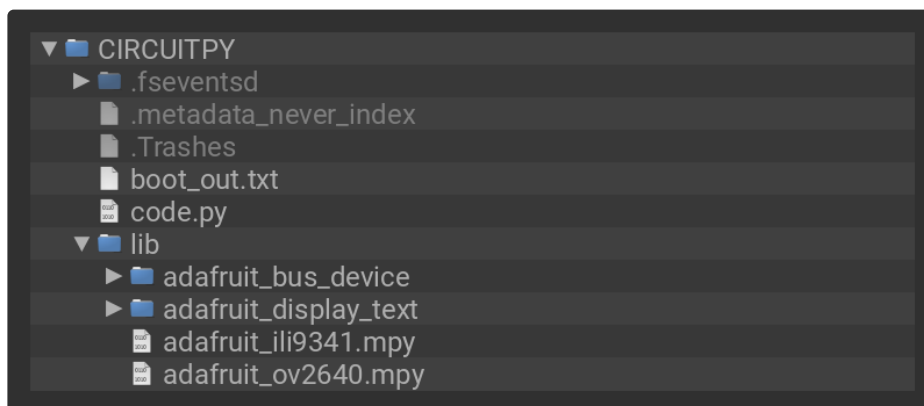 CIRCUITPY
.fseventsd
.metadata_never_index
.Trashes
boot_out.txt
code.py
lib
adafruit_bus_device
adafruit_display_text
adafruit_ili9341.mpy
adafruit_ov2640.mpy